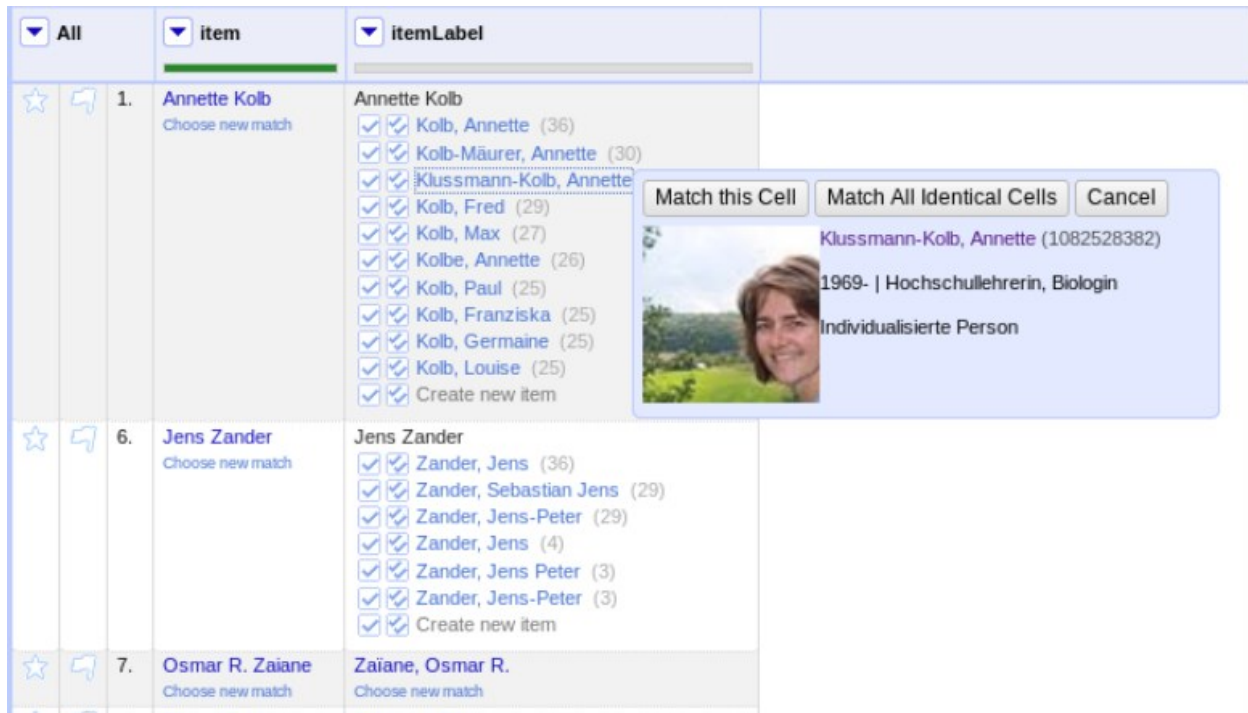 All item itemLabel
1. Annette Kolb Annette Kolb
Choose new match
Kolb, Annette (36)
Kolb-Mäurer, Annette (30)
Klussmann-Kolb, Annette
Kolb, Fred (29)
Kolb, Max (27)
Kolbe, Annette (26)
Kolb, Paul (25)
Kolb, Franziska (25)
Kolb, Germaine (25)
Kolb, Louise (25)
Create new item
Match this Cell Match All Identical Cells Cancel
Klussmann-Kolb, Annette (1082528382)
1969- | Hochschullehrerin, Biologin
Individualisierte Person
6. Jens Zander Jens Zander
Choose new match
Zander, Jens (36)
Zander, Sebastian Jens (29)
Zander, Jens-Peter (29)
Zander, Jens (4)
Zander, Jens Peter (3)
Zander, Jens-Peter (3)
Create new item
7. Osmar R. Zaiane Zaïane, Osmar R.
Choose new match Choose new match